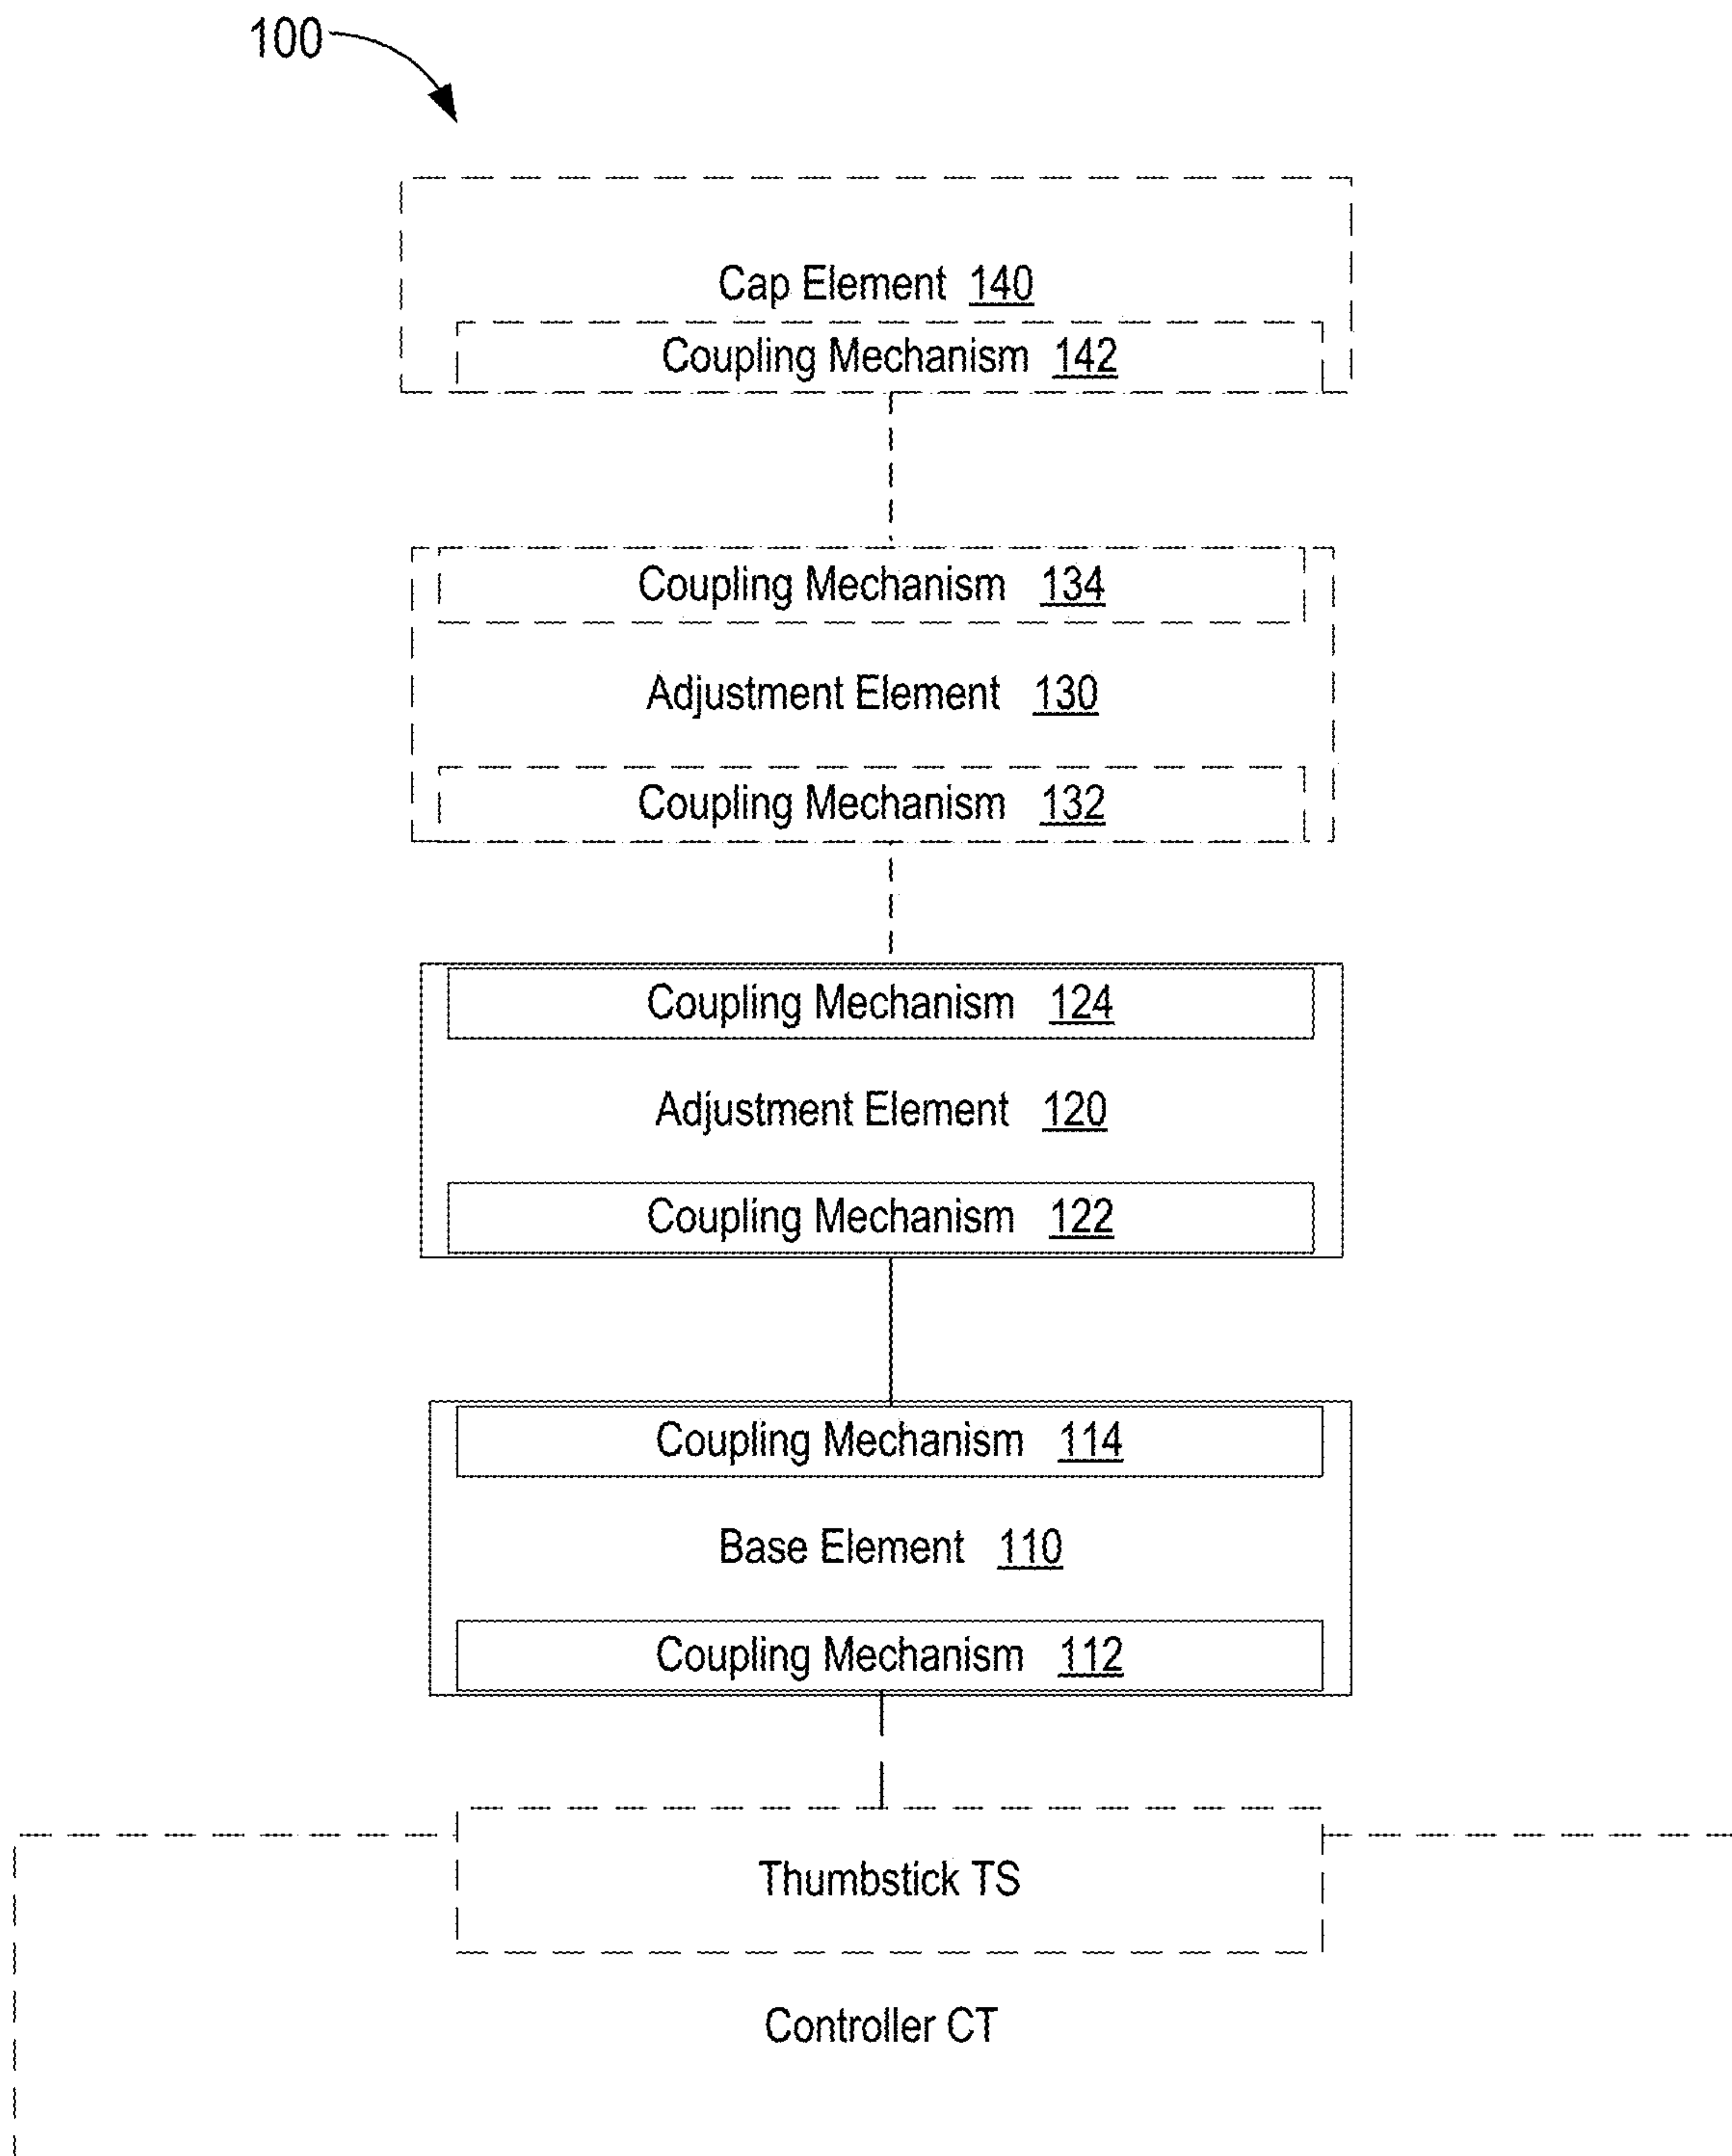 100
Cap Element 140
Coupling Mechanism 142
Coupling Mechanism 134
Adjustment Element 130
Coupling Mechanism 132
Coupling Mechanism 124
Adjustment Element 120
Coupling Mechanism 122
Coupling Mechanism 114
Base Element 110
Coupling Mechanism 112
Thumbstick TS
Controller CT